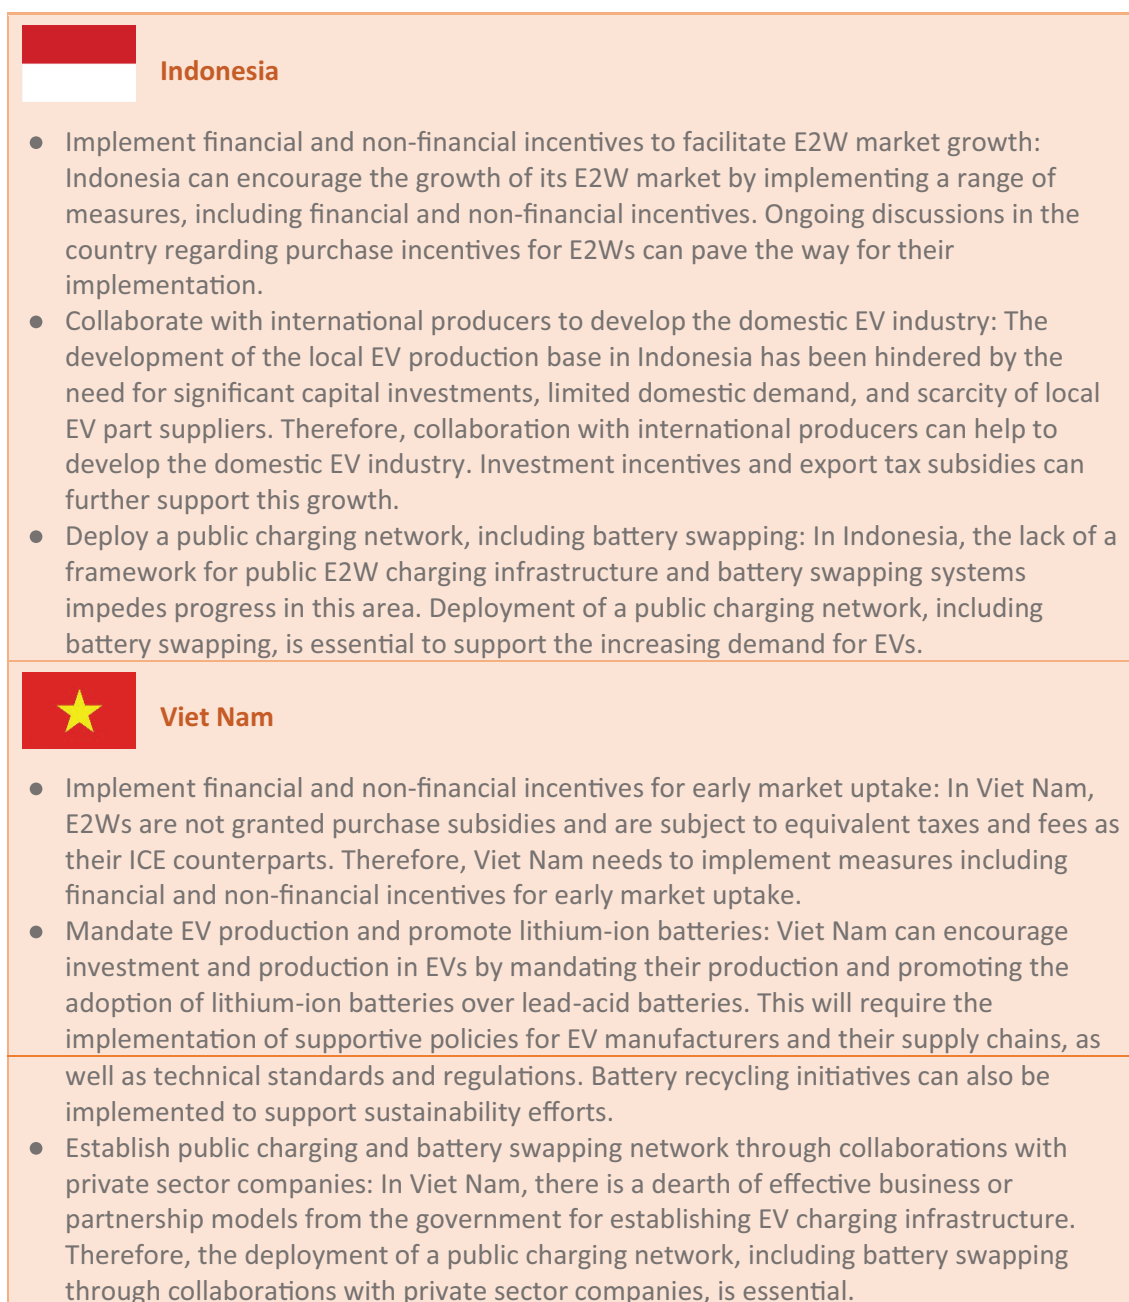 Indonesia
● Implement financial and non-financial incentives to facilitate E2W market growth:
Indonesia can encourage the growth of its E2W market by implementing a range of
measures, including financial and non-financial incentives. Ongoing discussions in the
country regarding purchase incentives for E2Ws can pave the way for their
implementation.
● Collaborate with international producers to develop the domestic EV industry: The
development of the local EV production base in Indonesia has been hindered by the
need for significant capital investments, limited domestic demand, and scarcity of local
EV part suppliers. Therefore, collaboration with international producers can help to
develop the domestic EV industry. Investment incentives and export tax subsidies can
further support this growth.
● Deploy a public charging network, including battery swapping: In Indonesia, the lack of a
framework for public E2W charging infrastructure and battery swapping systems
impedes progress in this area. Deployment of a public charging network, including
battery swapping, is essential to support the increasing demand for EVs.
Viet Nam
● Implement financial and non-financial incentives for early market uptake: In Viet Nam,
E2Ws are not granted purchase subsidies and are subject to equivalent taxes and fees as
their ICE counterparts. Therefore, Viet Nam needs to implement measures including
financial and non-financial incentives for early market uptake.
● Mandate EV production and promote lithium-ion batteries: Viet Nam can encourage
investment and production in EVs by mandating their production and promoting the
adoption of lithium-ion batteries over lead-acid batteries. This will require the
implementation of supportive policies for EV manufacturers and their supply chains, as
well as technical standards and regulations. Battery recycling initiatives can also be
implemented to support sustainability efforts.
● Establish public charging and battery swapping network through collaborations with
private sector companies: In Viet Nam, there is a dearth of effective business or
partnership models from the government for establishing EV charging infrastructure.
Therefore, the deployment of a public charging network, including battery swapping
through collaborations with private sector companies, is essential.